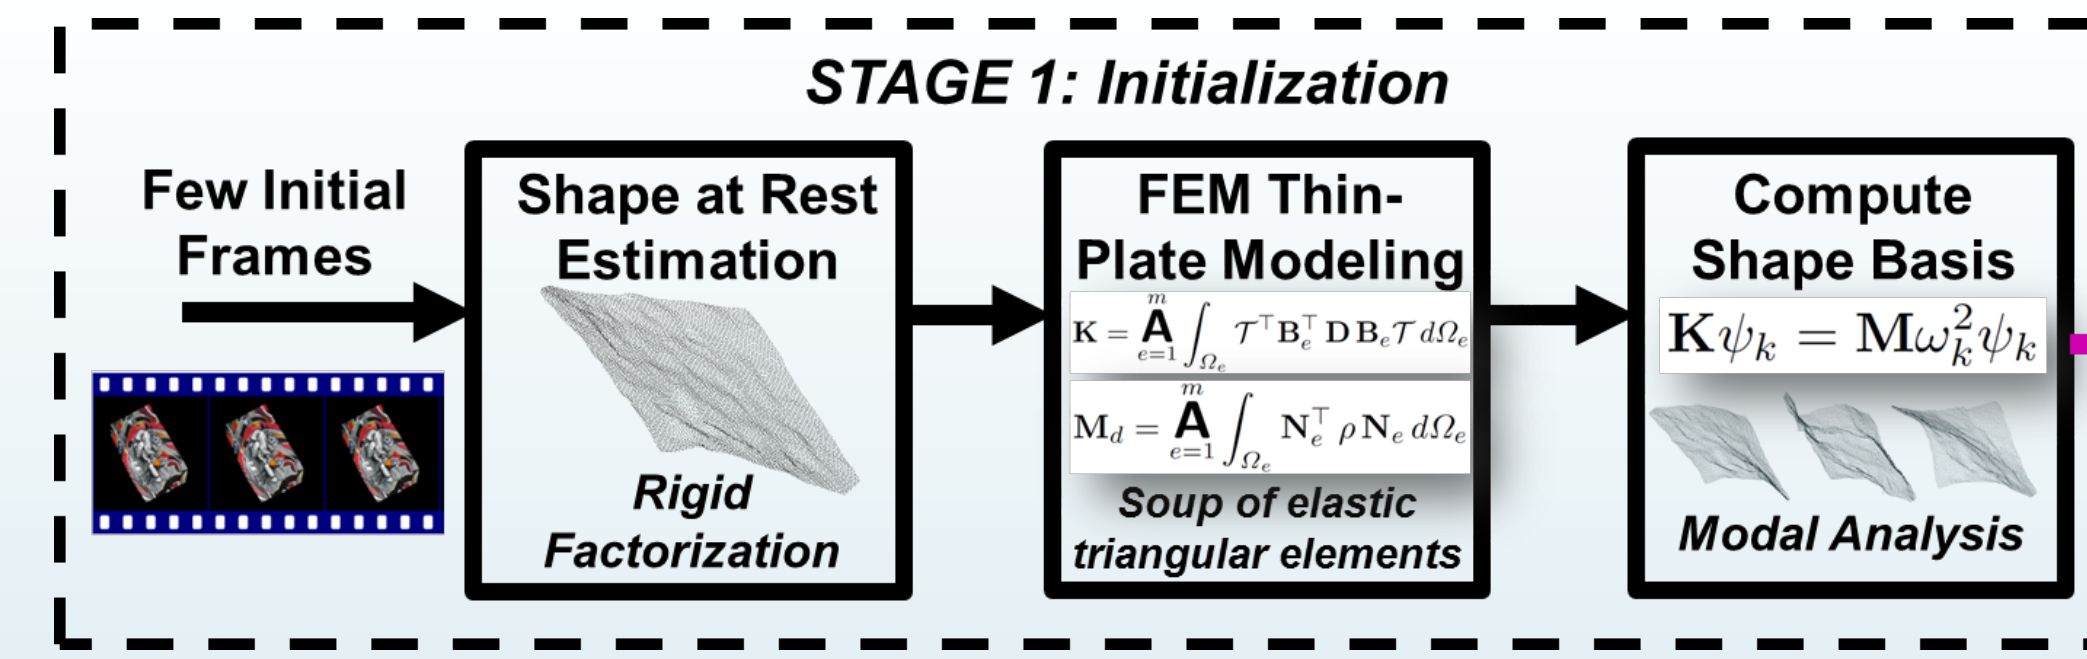 STAGE 1: Initialization
Few Initial
Frames
Shape at Rest
Estimation
Rigid
Factorization
FEM Thin-
Plate Modeling
K = A_{e=1}^{m} ∫_{Ω_e} 𝒯^⊤ B_e^⊤ D B_e 𝒯 dΩ_e
M_d = A_{e=1}^{m} ∫_{Ω_e} N_e^⊤ ρ N_e dΩ_e
Soup of elastic
triangular elements
Compute
Shape Basis
Kψ_k = Mω_k^2 ψ_k
Modal Analysis